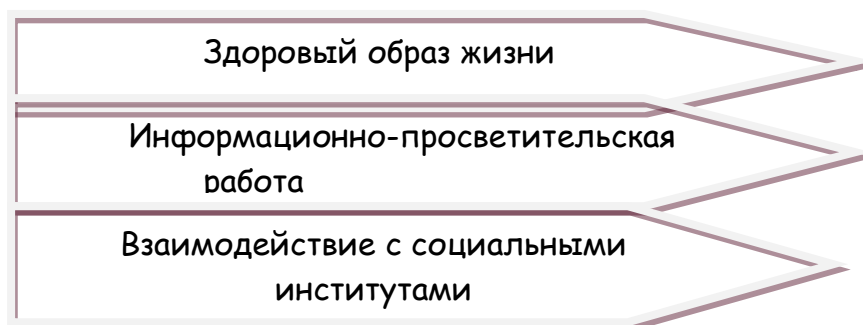 Здоровый образ жизни
Информационно-просветительская
работа
Взаимодействие с социальными
институтами